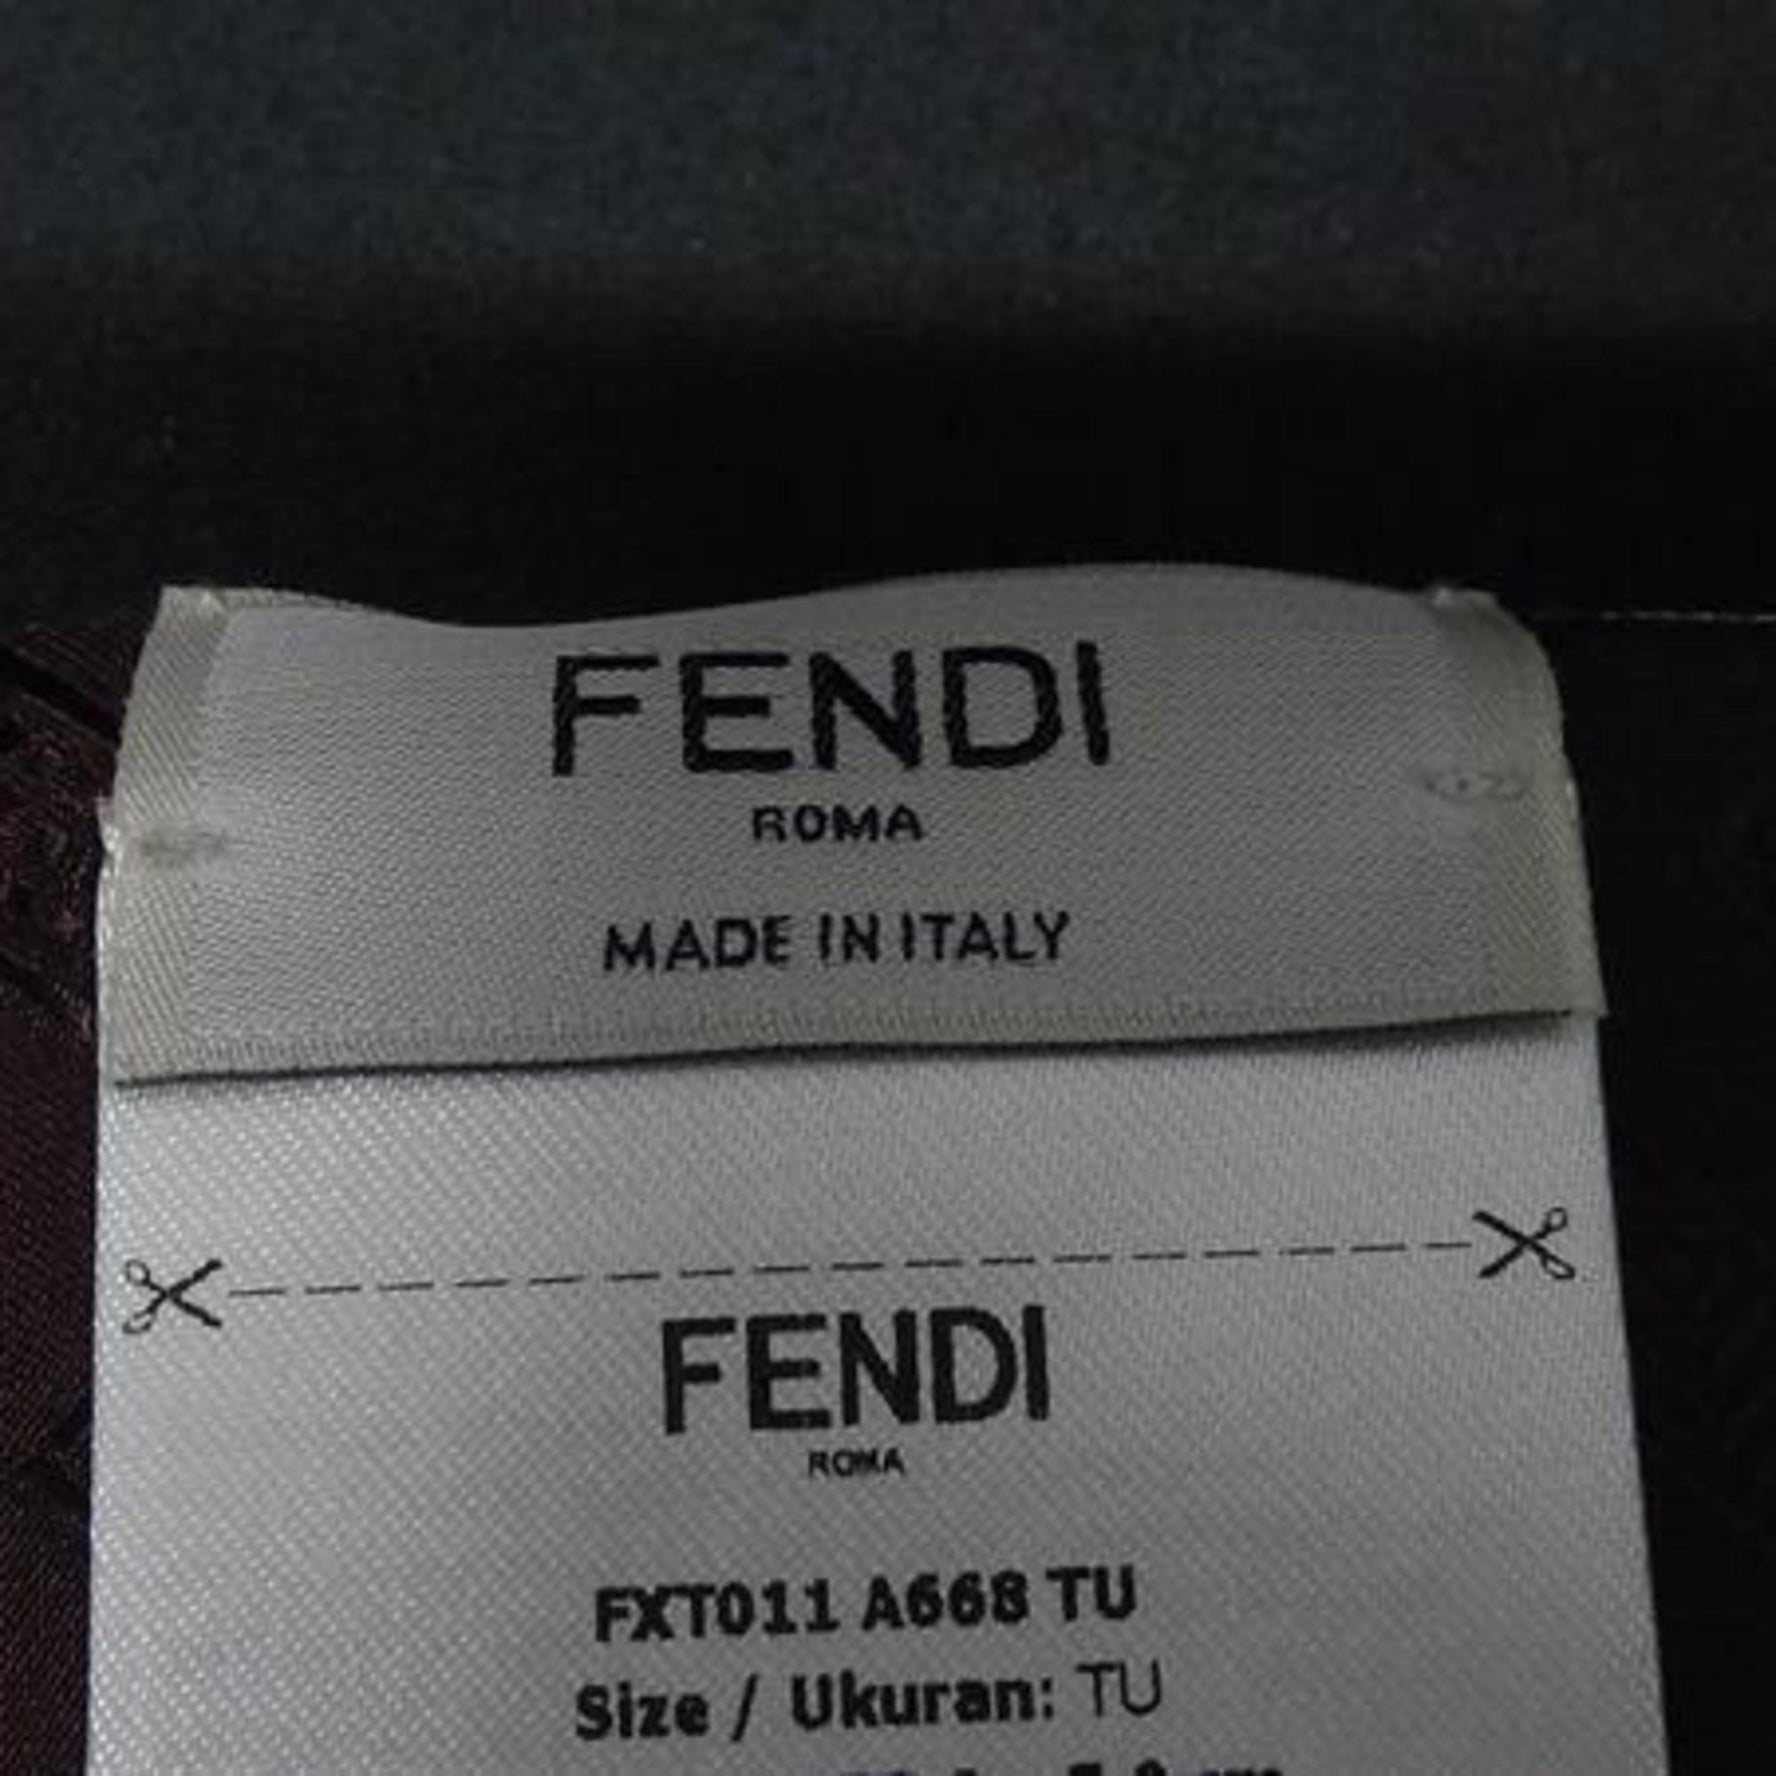 FENDI
ROMA
MADE IN ITALY
FENDI
ROMA
FXT011 A668 TU
Size / Ukuran: TU